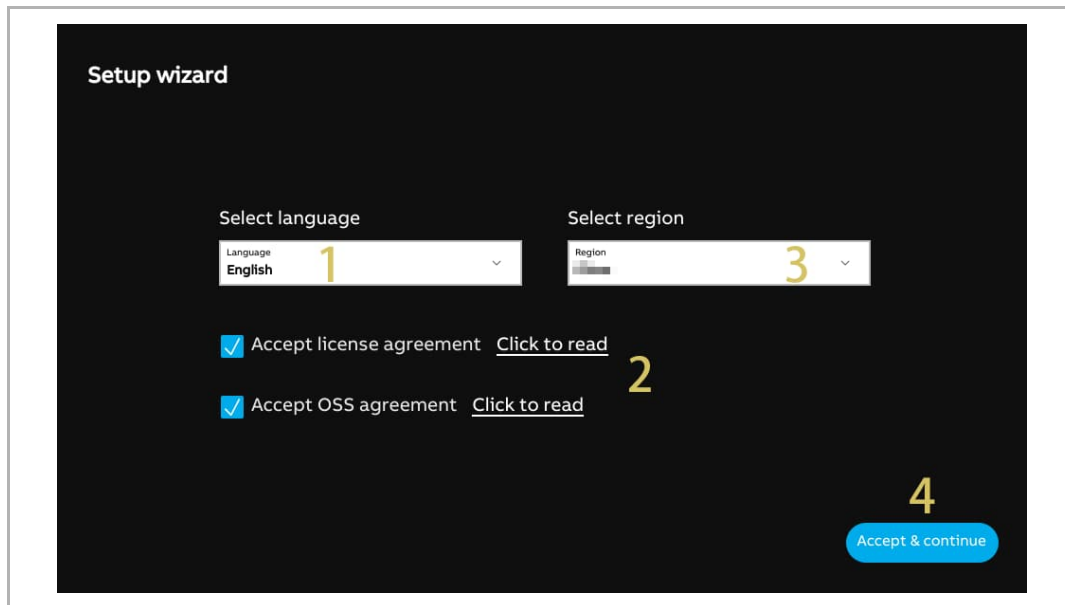 Setup wizard
Select language Select region
Language Region
English 1 3
Accept license agreement Click to read
2
Accept OSS agreement Click to read
4
Accept & continue